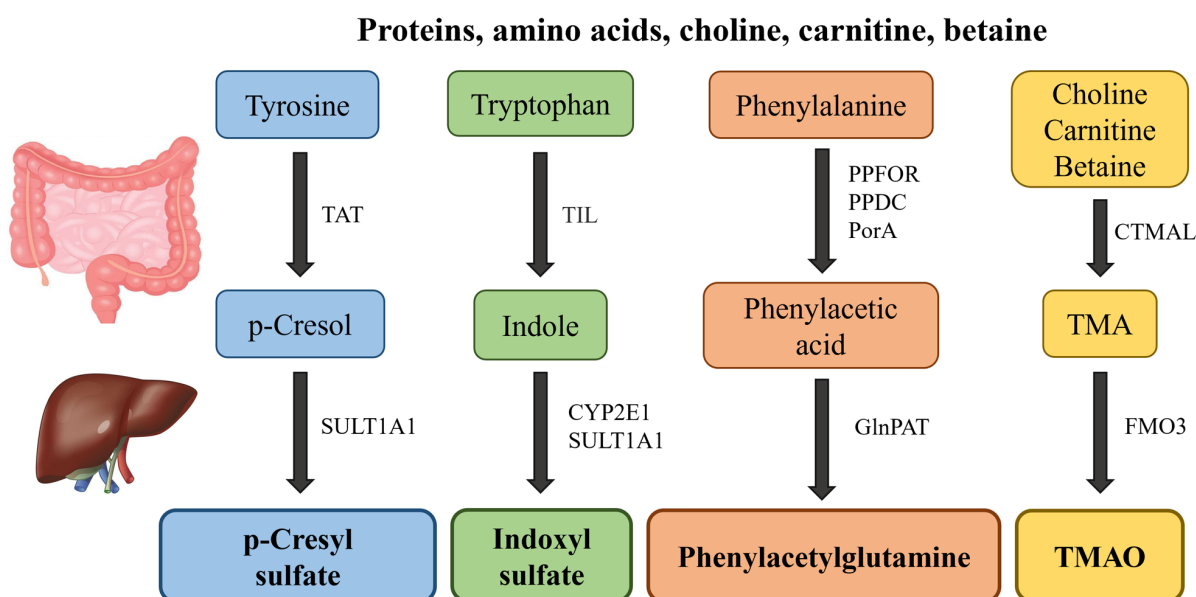 Proteins, amino acids, choline, carnitine, betaine
Tyrosine
Tryptophan
Phenylalanine
Choline
Carnitine
Betaine
TAT
TIL
PPFOR
PPDC
PorA
CTMAL
p-Cresol
Indole
Phenylacetic
acid
TMA
SULT1A1
CYP2E1
SULT1A1
GlnPAT
FMO3
p-Cresyl
sulfate
Indoxyl
sulfate
Phenylacetylglutamine
TMAO